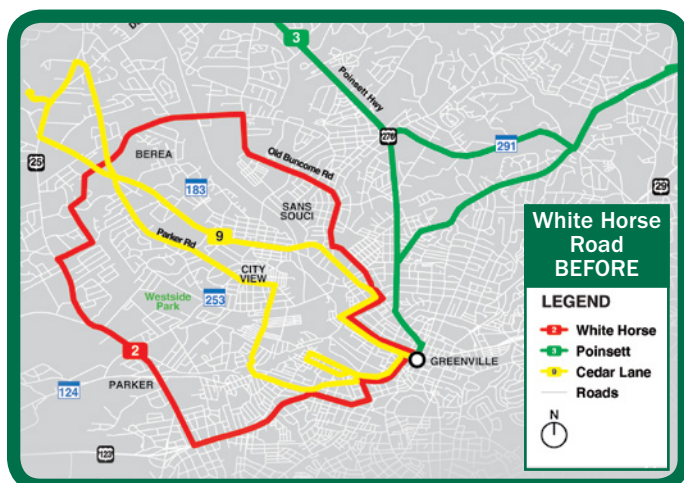 3
Poinsett Hwy
276
291
25
BEREA
Old Buncome Rd
183
SANS
SOUCI
29
9
Parker Rd
CITY
VIEW
Westside
Park
253
2
PARKER
GREENVILLE
124
123
White Horse
Road
BEFORE
LEGEND
2 White Horse
3 Poinsett
9 Cedar Lane
Roads
N